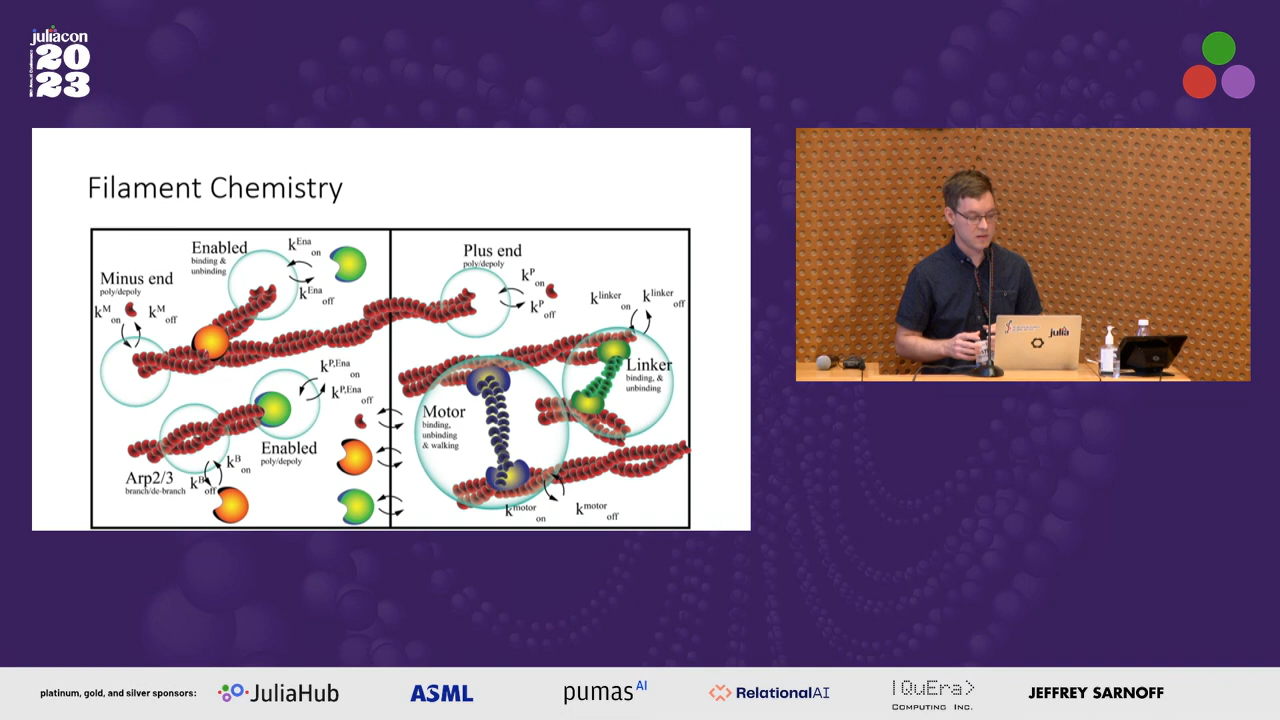 juliacon
20
23
Filament Chemistry
Enabled
binding &
unbinding
k Ena on
k Ena off
Minus end
poly/depoly
k M on
k M off
Plus end
poly/depoly
k P on
k P off
k linker on
k linker off
k P,Ena on
k P,Ena off
Linker
binding, &
unbinding
Motor
binding,
unbinding
& walking
Enabled
poly/depoly
Arp2/3
branch/de-branch
k B on
k B off
k motor on
k motor off
julia
platinum, gold, and silver sponsors:
JuliaHub
ASML
pumas AI
RelationalAI
|QuEra>
COMPUTING INC.
JEFFREY SARNOFF